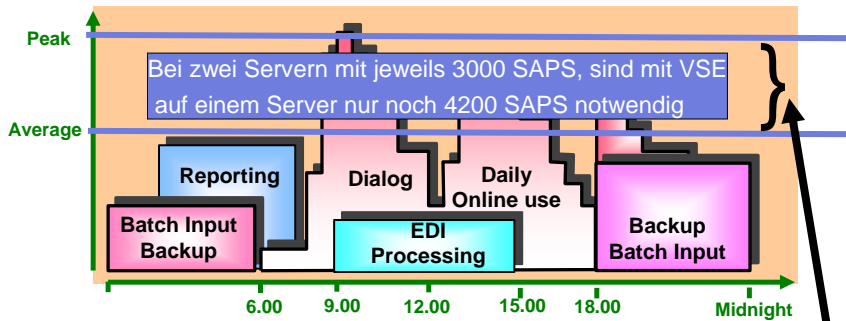 Peak
Bei zwei Servern mit jeweils 3000 SAPS, sind mit VSE
auf einem Server nur noch 4200 SAPS notwendig
Average
Reporting
Dialog
Daily
Online use
Batch Input
Backup
EDI
Processing
Backup
Batch Input
6.00
9.00
12.00
15.00
18.00
Midnight